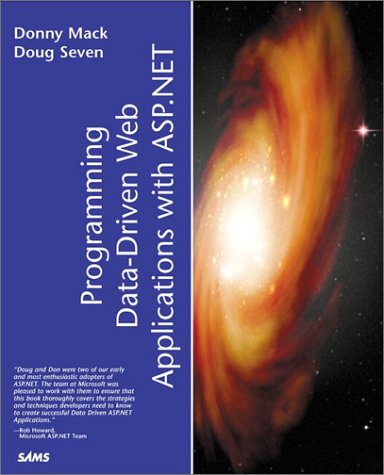 Donny Mack
Doug Seven
Programming
Data-Driven Web
Applications with ASP.NET
"Doug and Don were two of our early
and most enthusiastic adopters of
ASP.NET. The team at Microsoft was
pleased to work with them to ensure that
this book thoroughly covers the strategies
and techniques developers need to know
to create successful Data Driven ASP.NET
Applications."
—Rob Howard,
Microsoft ASP.NET Team
SAMS